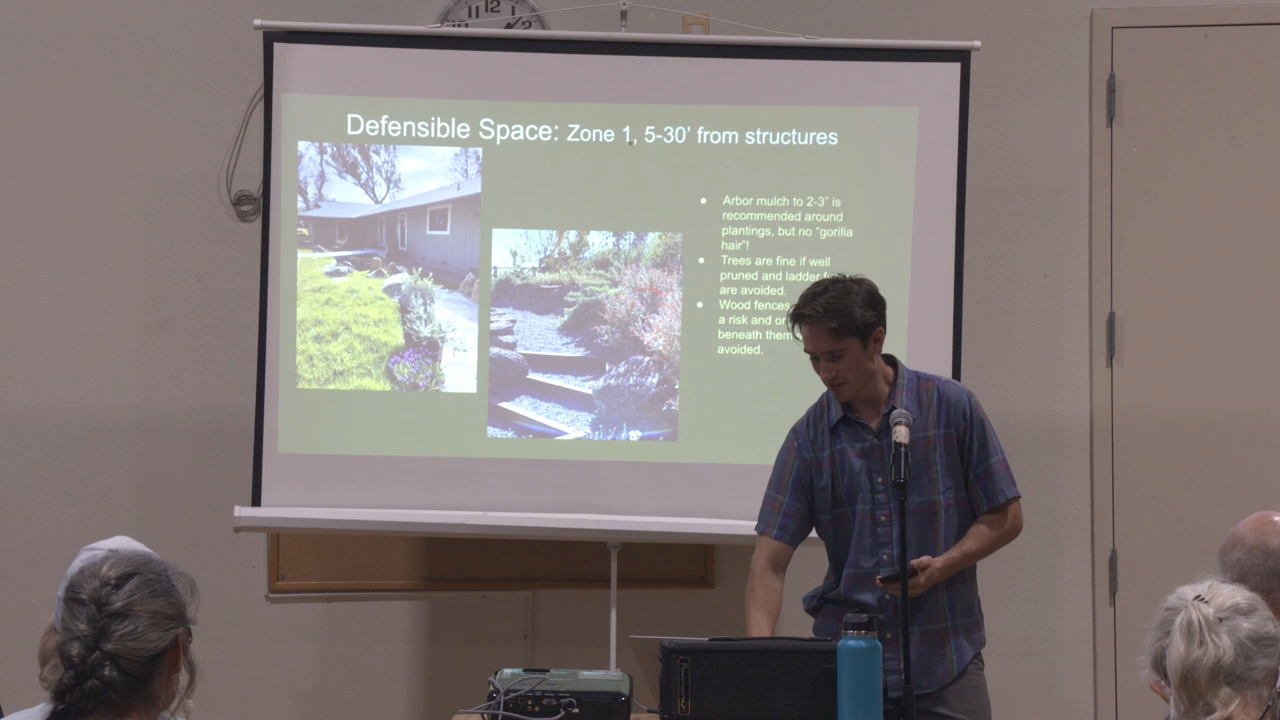 12
2
Defensible Space: Zone 1, 5-30' from structures
● Arbor mulch to 2-3" is
recommended around
plantings, but no "gorilla
hair"!
● Trees are fine if well
pruned and ladder
are avoided.
● Wood fences
a risk and
beneath them
avoided.